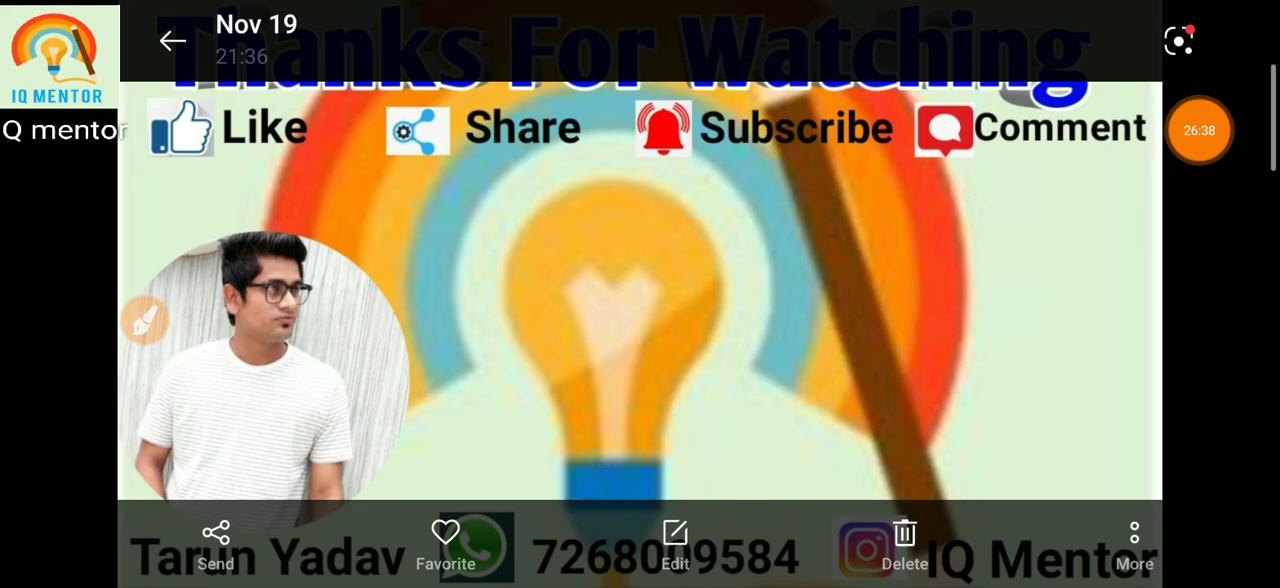 Thanks For Watching
Nov 19
21:36
IQ MENTOR
Q mentor
Like
Share
Subscribe
Comment
26:38
Tarun Yadav
IQ Mentor
Send
Favorite
Edit
Delete
More